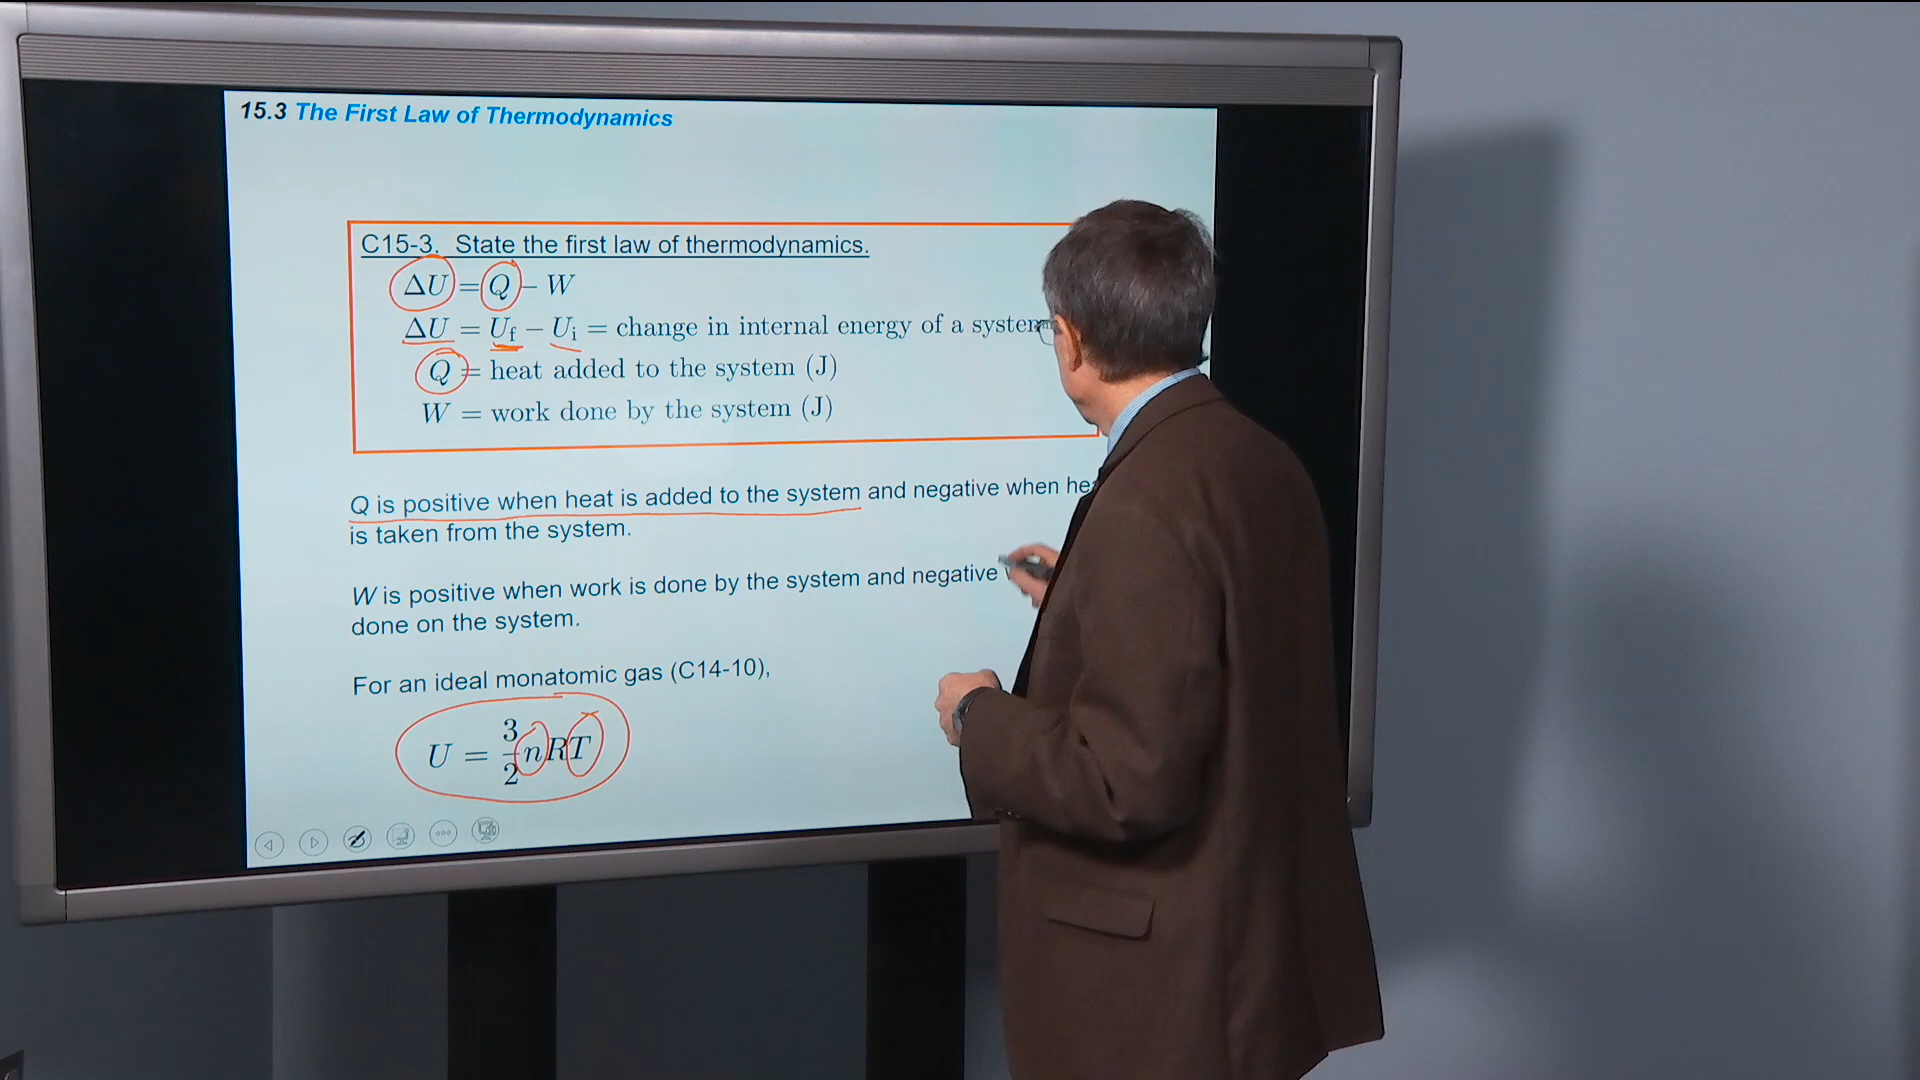 15.3 The First Law of Thermodynamics
C15-3. State the first law of thermodynamics.
ΔU = Q − W
ΔU = U_f − U_i = change in internal energy of a system
Q = heat added to the system (J)
W = work done by the system (J)
Q is positive when heat is added to the system and negative when
is taken from the system.
W is positive when work is done by the system and negative
done on the system.
For an ideal monatomic gas (C14-10),
U = 3/2 nRT